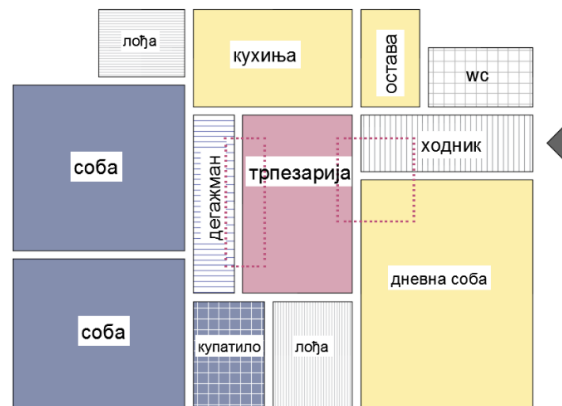 лођа
кухиња
остава
wc
соба
дегажман
трпезарија
ходник
дневна соба
соба
купатило
лођа